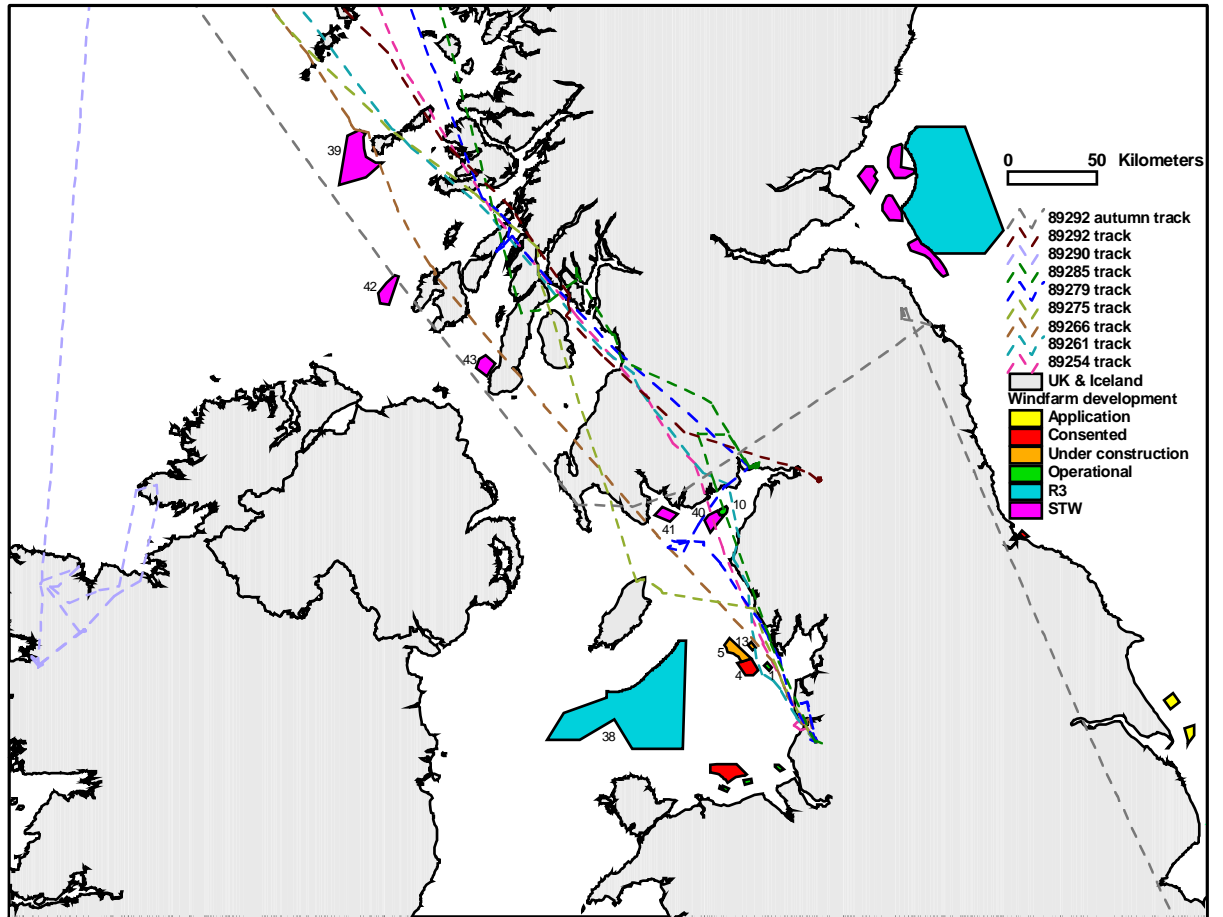 39
0 50 Kilometers
89292 autumn track
89292 track
89290 track
89285 track
89279 track
89275 track
89266 track
89261 track
89254 track
UK & Iceland
Windfarm development
Application
Consented
Under construction
Operational
R3
STW
42
43
10
40
41
13
5
4
1
38